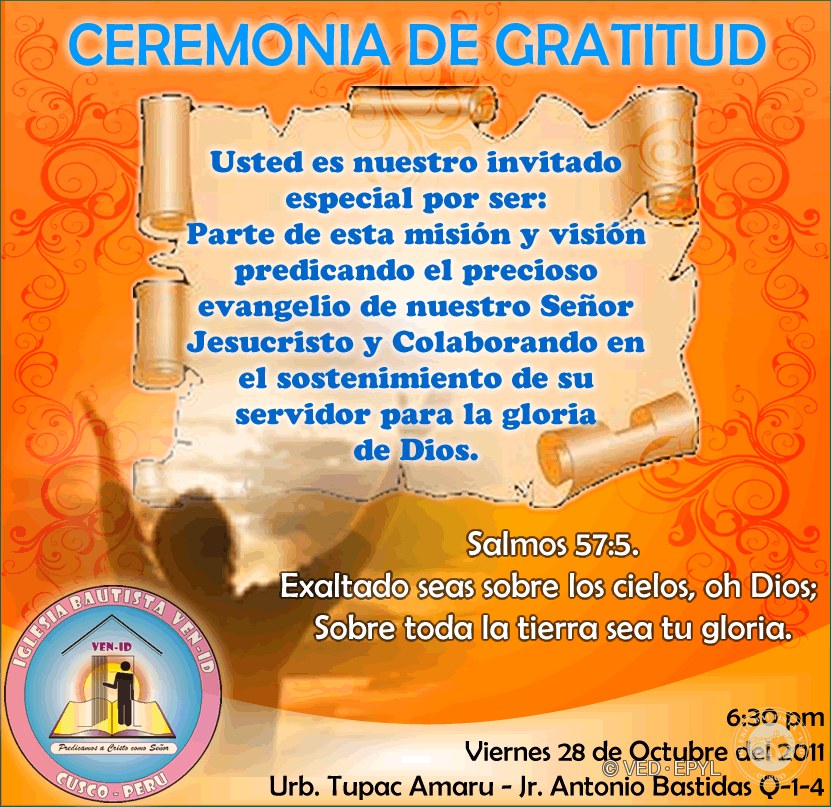 CEREMONIA DE GRATITUD
Usted es nuestro invitado
especial por ser:
Parte de esta misión y visión
predicando el precioso
evangelio de nuestro Señor
Jesucristo y Colaborando en
el sostenimiento de su
servidor para la gloria
de Dios.
Salmos 57:5.
Exaltado seas sobre los cielos, oh Dios;
Sobre toda la tierra sea tu gloria.
IGLESIA BAUTISTA VEN-ID
VEN-ID
Predicamos a Cristo como Señor
CUSCO - PERU
6:30 pm
Viernes 28 de Octubre del 2011
© VED · EPYL
Urb. Tupac Amaru - Jr. Antonio Bastidas Q-1-4